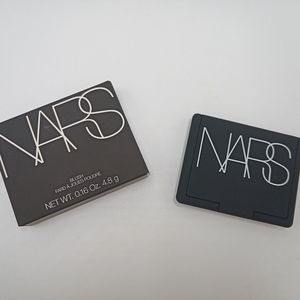 NARS
BLUSH
FARD À JOUES POUDRE
NET WT. 0.16 Oz. 4.8 g
NARS